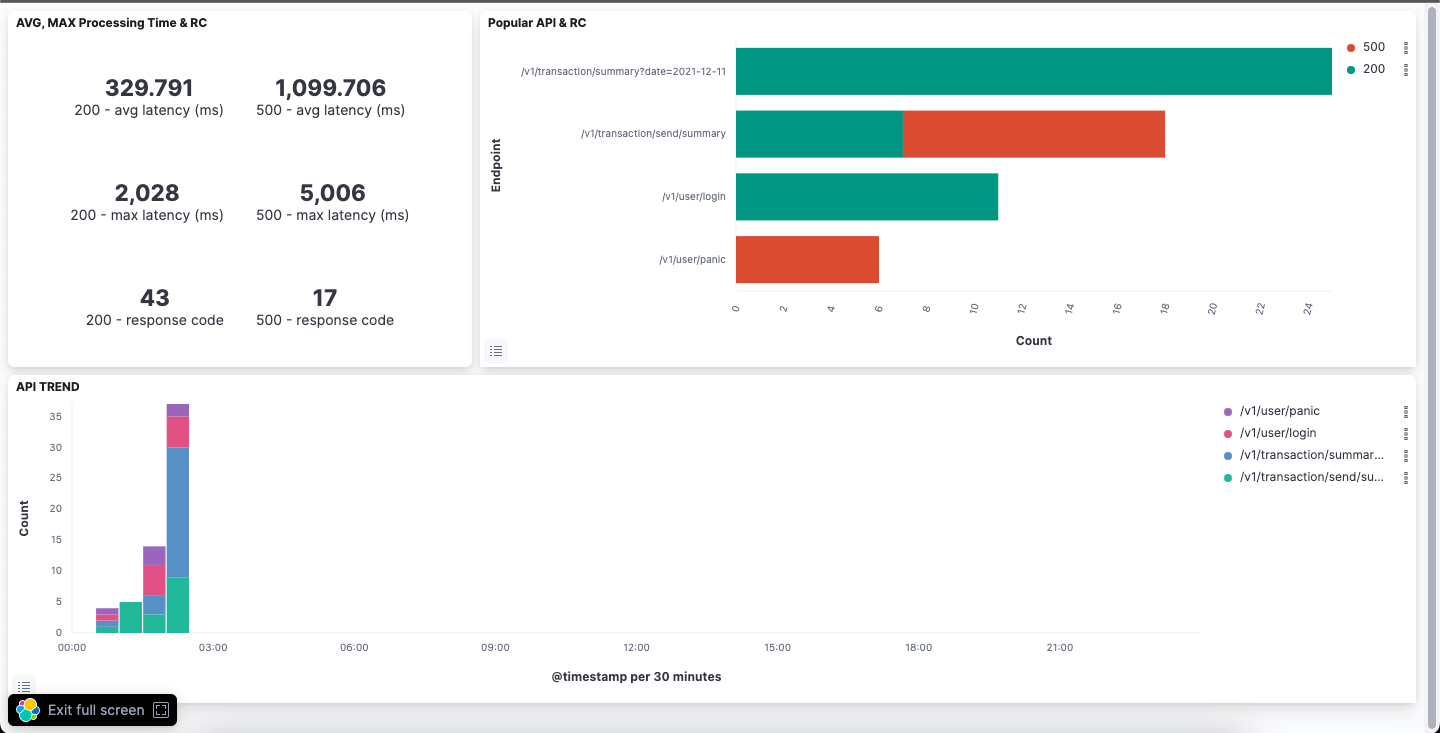 AVG, MAX Processing Time & RC
329.791
200 - avg latency (ms)
1,099.706
500 - avg latency (ms)
2,028
200 - max latency (ms)
5,006
500 - max latency (ms)
43
200 - response code
17
500 - response code
Popular API & RC
Endpoint
/v1/transaction/summary?date=2021-12-11
/v1/transaction/send/summary
/v1/user/login
/v1/user/panic
0 2 4 6 8 10 12 14 16 18 20 22 24
Count
500
200
API TREND
Count
35
30
25
20
15
10
5
0
00:00 03:00 06:00 09:00 12:00 15:00 18:00 21:00
@timestamp per 30 minutes
/v1/user/panic
/v1/user/login
/v1/transaction/summar...
/v1/transaction/send/su...
Exit full screen